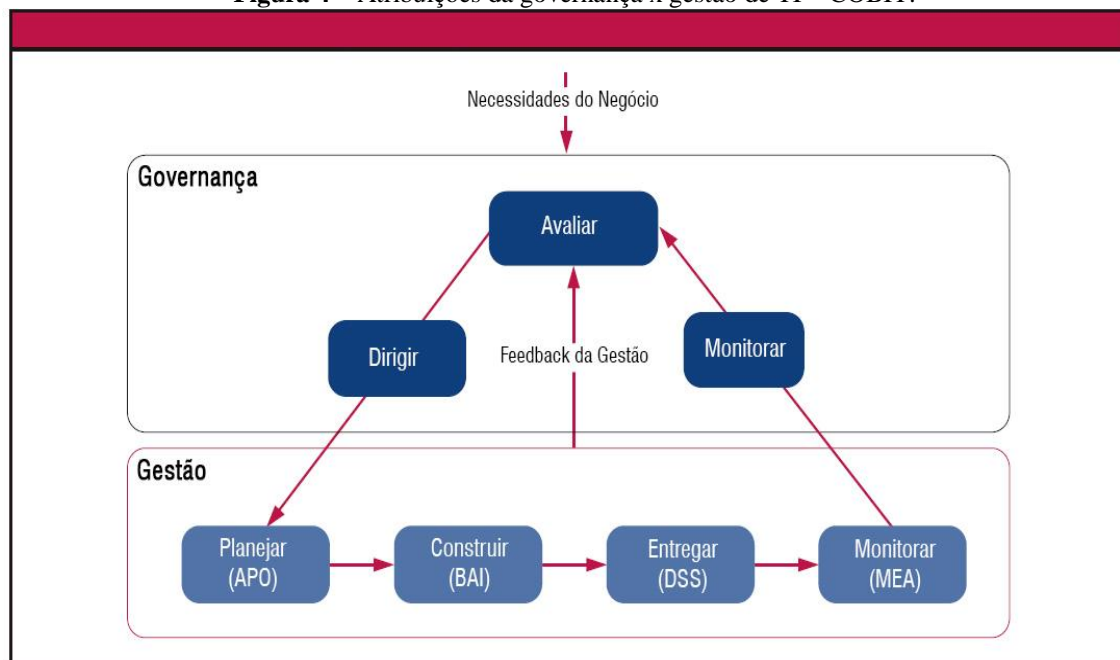 Necessidades do Negócio
Governança
Avaliar
Dirigir
Feedback da Gestão
Monitorar
Gestão
Planejar
(APO)
Construir
(BAI)
Entregar
(DSS)
Monitorar
(MEA)